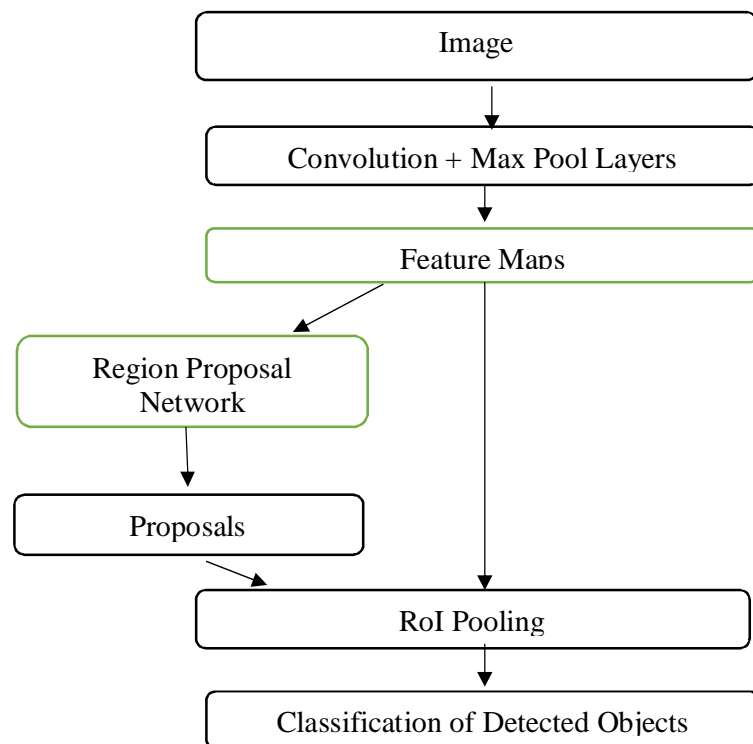 Image
Convolution + Max Pool Layers
Feature Maps
Region Proposal
Network
Proposals
RoI Pooling
Classification of Detected Objects